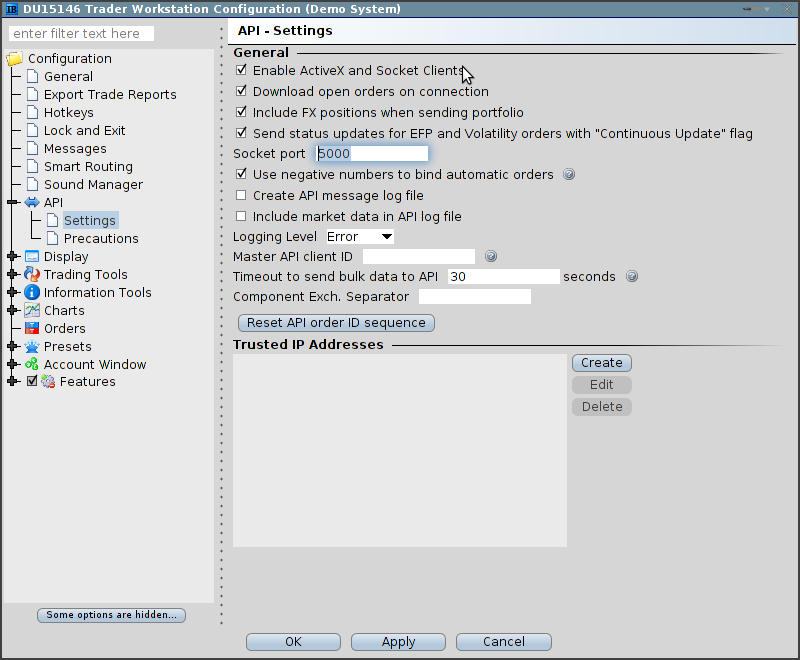 DU15146 Trader Workstation Configuration (Demo System)
enter filter text here
Configuration
General
Export Trade Reports
Hotkeys
Lock and Exit
Messages
Smart Routing
Sound Manager
API
Settings
Precautions
Display
Trading Tools
Information Tools
Charts
Orders
Presets
Account Window
Features
Some options are hidden...
API - Settings
General
Enable ActiveX and Socket Clients
Download open orders on connection
Include FX positions when sending portfolio
Send status updates for EFP and Volatility orders with "Continuous Update" flag
Socket port 5000
Use negative numbers to bind automatic orders
Create API message log file
Include market data in API log file
Logging Level Error
Master API client ID
Timeout to send bulk data to API 30 seconds
Component Exch. Separator
Reset API order ID sequence
Trusted IP Addresses
Create
Edit
Delete
OK Apply Cancel